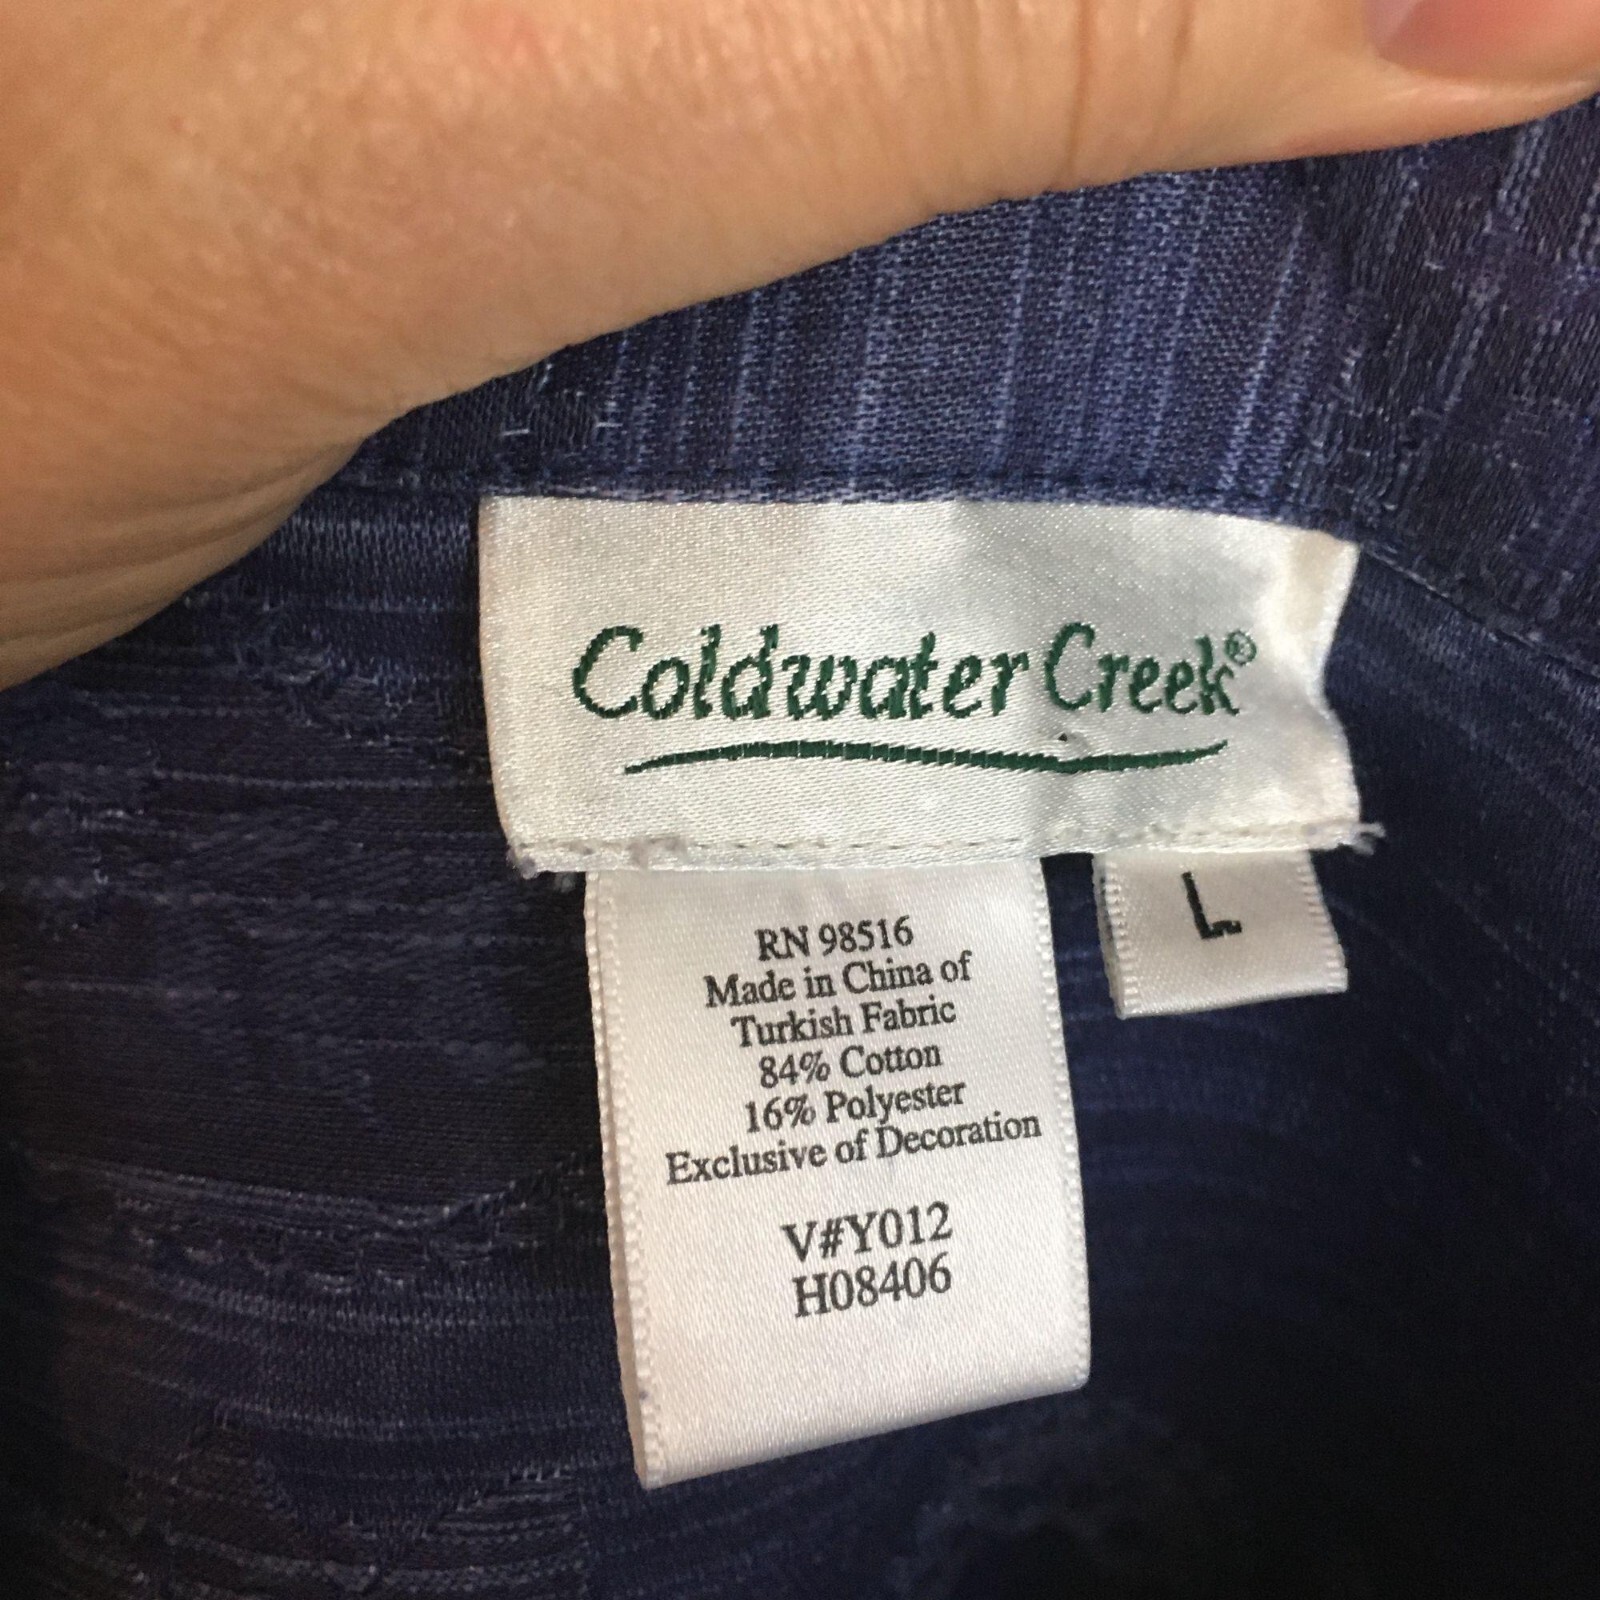 Coldwater Creek®
L
RN 98516
Made in China of
Turkish Fabric
84% Cotton
16% Polyester
Exclusive of Decoration
V#Y012
H08406